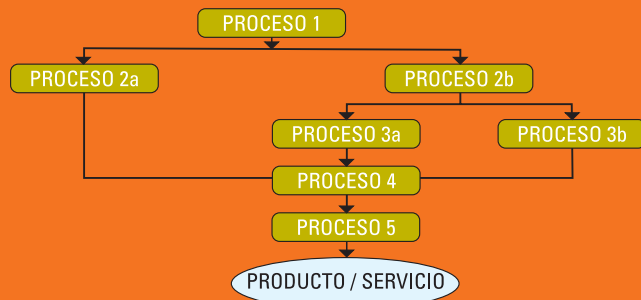 PROCESO 1
PROCESO 2a
PROCESO 2b
PROCESO 3a
PROCESO 3b
PROCESO 4
PROCESO 5
PRODUCTO / SERVICIO